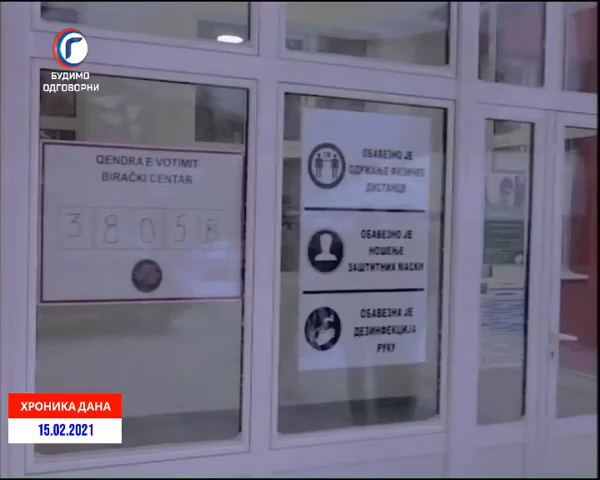 БУДИМО
ОДГОВОРНИ
QENDRA E VOTIMIT
BIRAČKI CENTAR
3805B
1M
ОБАВЕЗНО ЈЕ
ОДРЖАЊЕ ФИЗИЧКЕ
ДИСТАНЦЕ
ОБАВЕЗНО ЈЕ
НОШЕЊЕ
ЗАШТИТНИХ МАСКИ
ОБАВЕЗНА ЈЕ
ДЕЗИНФЕКЦИЈА
РУКУ
ХРОНИКА ДАНА
15.02.2021